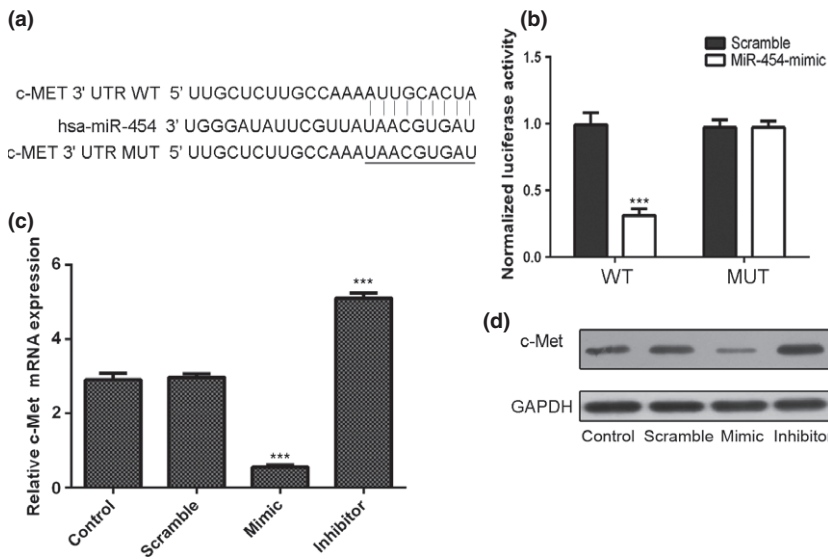 (a)
c-MET 3' UTR WT 5' UUGCUCUUGCCAAAAUUGCACUA
hsa-miR-454 3' UGGGAUAUUCGUUAUAACGUGAU
c-MET 3' UTR MUT 5' UUGCUCUUGCCAAAUAACGUGAU
(b)
Scramble
MiR-454-mimic
Normalized luciferase activity
1.5
1.0
0.5
0.0
***
WT MUT
(c)
Relative c-Met mRNA expression
6
4
2
0
***
***
Control Scramble Mimic Inhibitor
(d)
c-Met
GAPDH
Control Scramble Mimic Inhibitor